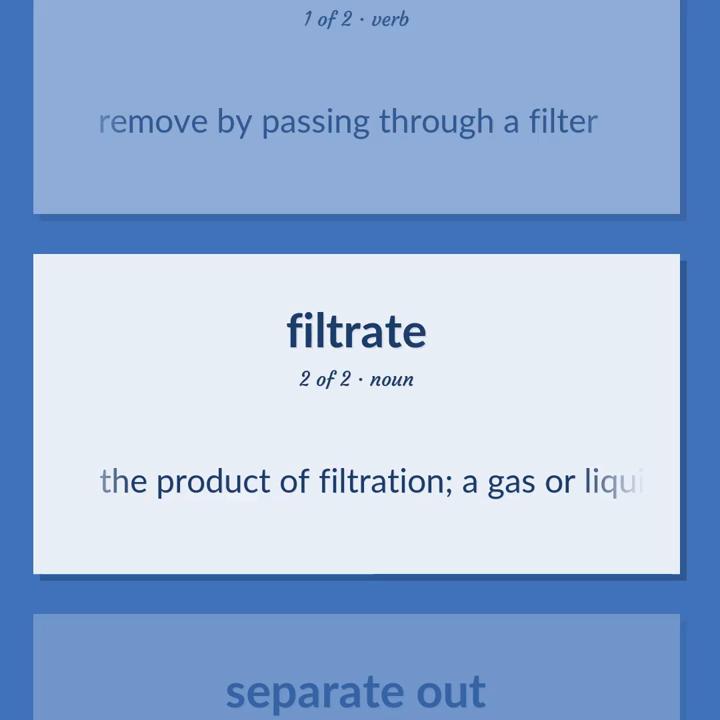 1 of 2 · verb
remove by passing through a filter
filtrate
2 of 2 · noun
the product of filtration; a gas or
separate out